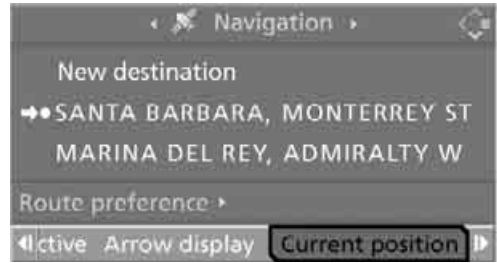 Navigation
New destination
SANTA BARBARA, MONTERREY ST
MARINA DEL REY, ADMIRALTY W
Route preference
ctive Arrow display Current position